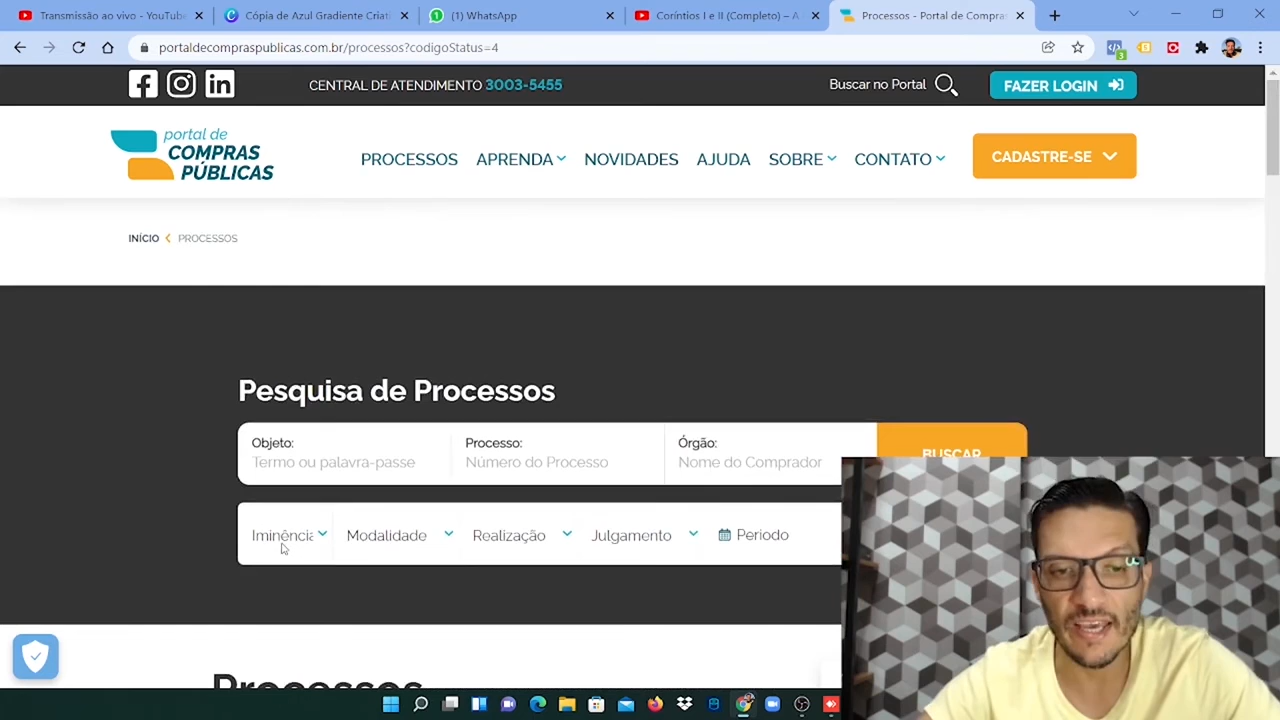 Transmissão ao vivo - YouTube
Cópia de Azul Gradiente Criati
(1) WhatsApp
Coríntios I e II (Completo) – A
Processos - Portal de Compras
portaldecompraspublicas.com.br/processos?codigoStatus=4
3
CENTRAL DE ATENDIMENTO 3003-5455
Buscar no Portal
FAZER LOGIN
portal de
COMPRAS
PÚBLICAS
PROCESSOS
APRENDA
NOVIDADES
AJUDA
SOBRE
CONTATO
CADASTRE-SE
INÍCIO
PROCESSOS
Pesquisa de Processos
Objeto:
Termo ou palavra-passe
Processo:
Número do Processo
Órgão:
Nome do Comprador
BUSCAR
Iminência
Modalidade
Realização
Julgamento
Periodo
Processos